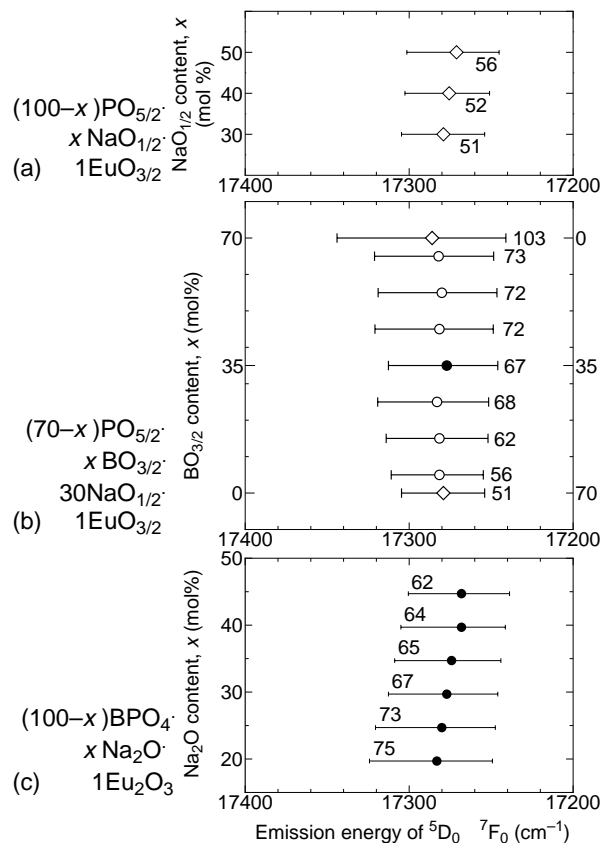 50
40
30
NaO1/2 content, x
(mol %)
56
52
51
(100–x)PO5/2·
x NaO1/2·
(a) 1EuO3/2
17400 17300 17200
70
35
0
BO3/2 content, x (mol%)
103
73
72
72
67
68
62
56
51
0
35
70
(70–x)PO5/2·
x BO3/2·
30NaO1/2·
(b) 1EuO3/2
17400 17300 17200
50
40
30
20
Na2O content, x (mol%)
62
64
65
67
73
75
(100–x)BPO4·
x Na2O·
(c) 1Eu2O3
17400 17300 17200
Emission energy of 5D0 7F0 (cm−1)